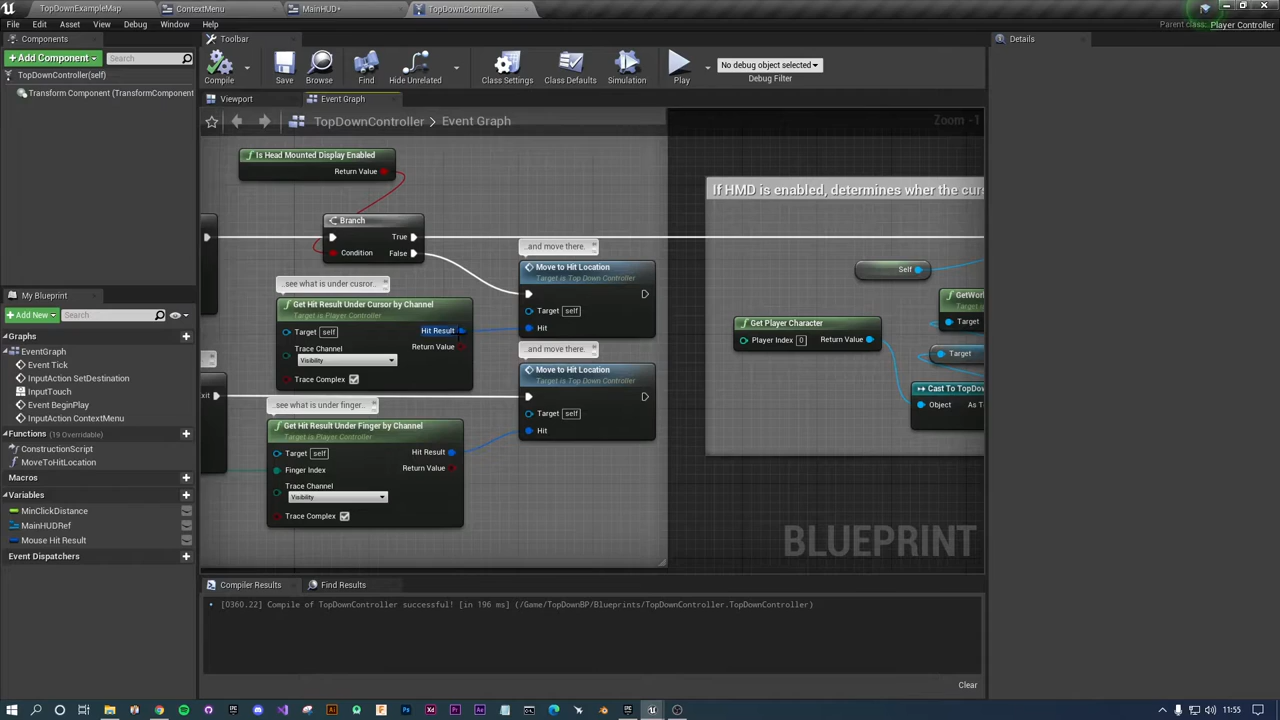 TopDownExampleMap
ContextMenu
MainHUD*
TopDownController*
File
Edit
Asset
View
Debug
Window
Help
Parent class:
Player Controller
Components
+ Add Component
Search
TopDownController(self)
Transform Component (TransformComponent
Toolbar
Compile
Save
Browse
Find
Hide Unrelated
Class Settings
Class Defaults
Simulation
Play
No debug object selected
Debug Filter
Details
Viewport
Event Graph
TopDownController > Event Graph
Zoom -1
Is Head Mounted Display Enabled
Return Value
Branch
True
Condition
False
..and move there.
Move to Hit Location
Target is Top Down Controller
Target self
Hit
..see what is under cusror..
Get Hit Result Under Cursor by Channel
Target is Player Controller
Target self
Hit Result
Return Value
Trace Channel
Visibility
Trace Complex
..and move there.
Move to Hit Location
Target is Top Down Controller
Target self
Hit
xit
..see what is under finger..
Get Hit Result Under Finger by Channel
Target is Player Controller
Target self
Hit Result
Finger Index
Return Value
Trace Channel
Visibility
Trace Complex
If HMD is enabled, determines wher the curs
Self
GetWorl
Target
Get Player Character
Player Index 0
Return Value
Target
Cast To TopDo
Object
As T
BLUEPRINT
My Blueprint
+ Add New
Search
Graphs
EventGraph
Event Tick
InputAction SetDestination
InputTouch
Event BeginPlay
InputAction ContextMenu
Functions (19 Overridable)
ConstructionScript
MoveToHitLocation
Macros
Variables
MinClickDistance
MainHUDRef
Mouse Hit Result
Event Dispatchers
Compiler Results
Find Results
[0360.22] Compile of TopDownController successful! [in 196 ms] (/Game/TopDownBP/Blueprints/TopDownController.TopDownController)
Clear
11:55